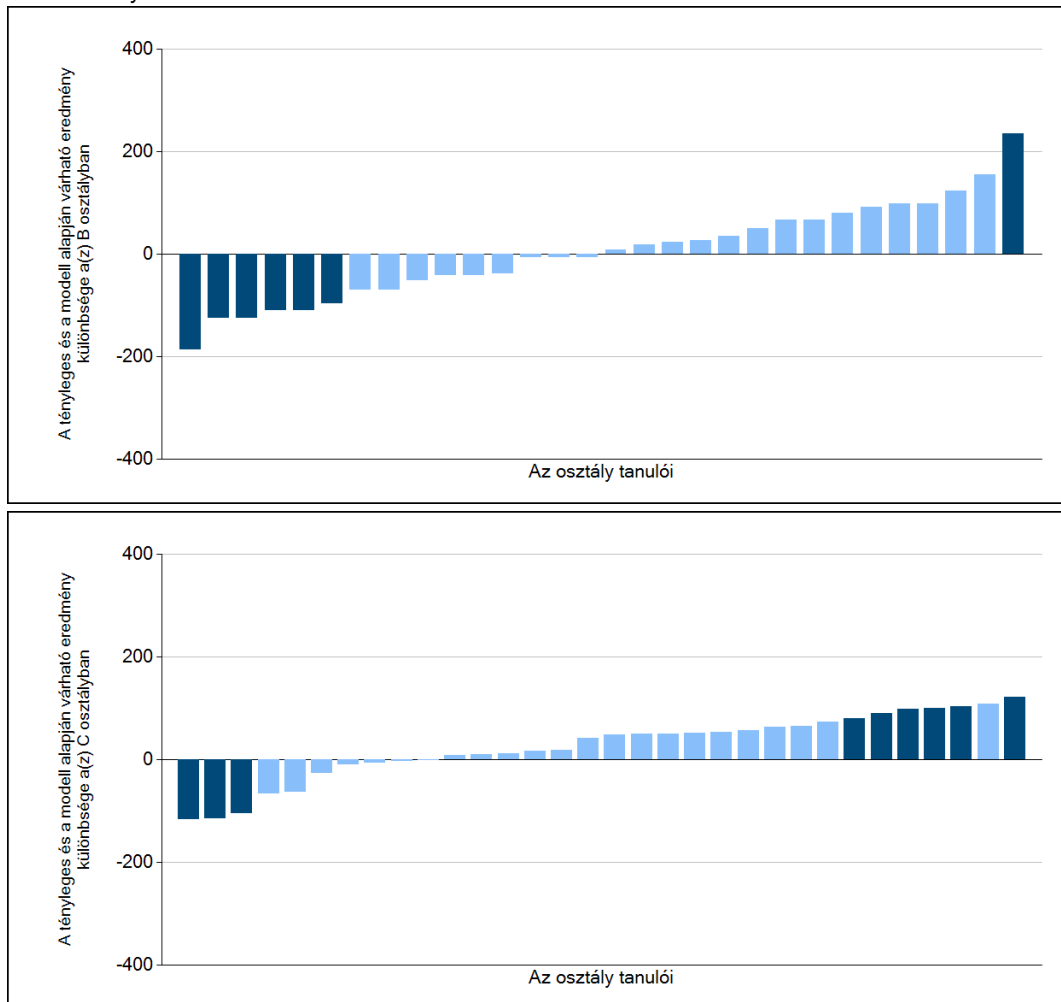 A tényleges és a modell alapján várható eredmény
különbsége a(z) B osztályban
400
200
0
-200
-400
Az osztály tanulói
A tényleges és a modell alapján várható eredmény
különbsége a(z) C osztályban
400
200
0
-200
-400
Az osztály tanulói